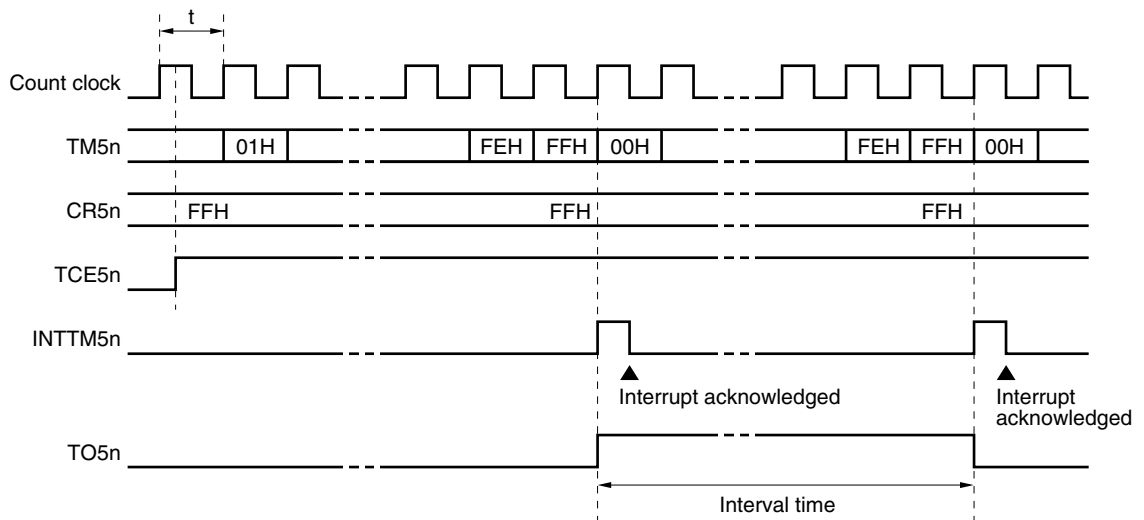 t
Count clock
TM5n 01H FEH FFH 00H FEH FFH 00H
CR5n FFH FFH FFH
TCE5n
INTTM5n
Interrupt acknowledged Interrupt
acknowledged
TO5n
Interval time